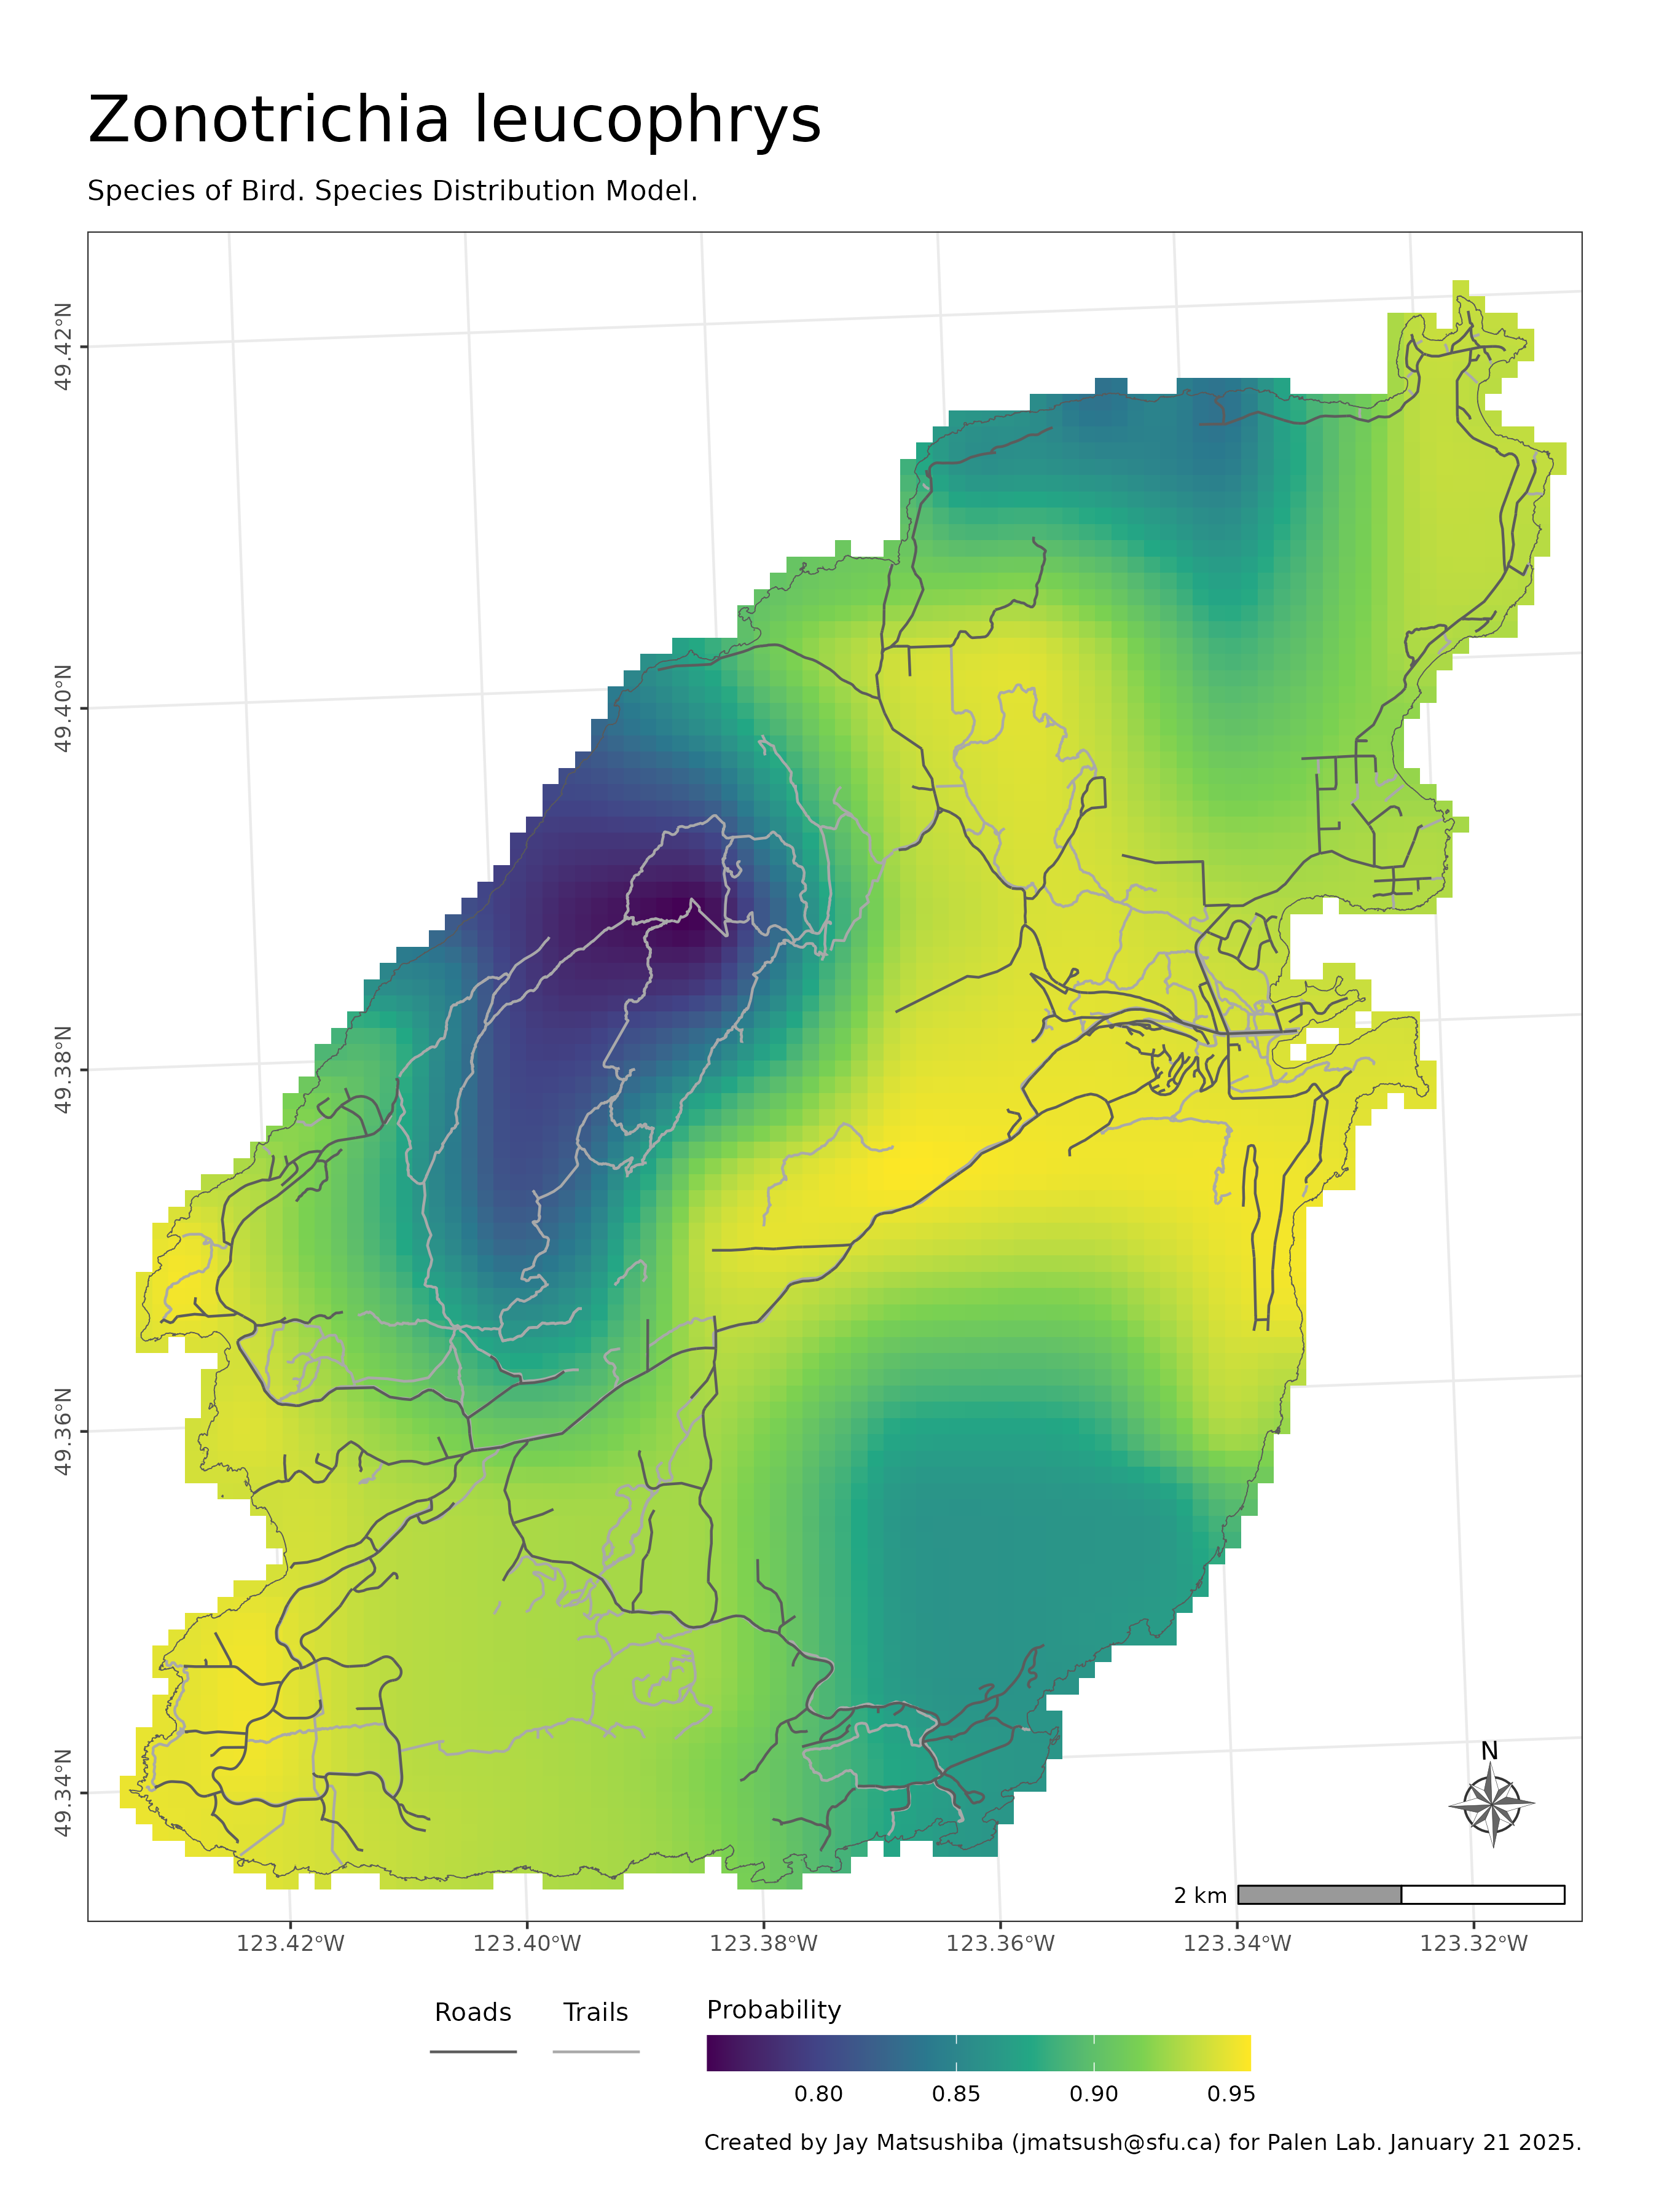 Zonotrichia leucophrys
Species of Bird. Species Distribution Model.
49.42°N
49.40°N
49.38°N
49.36°N
49.34°N
N
2 km
123.42°W 123.40°W 123.38°W 123.36°W 123.34°W 123.32°W
Roads Trails Probability
0.80 0.85 0.90 0.95
Created by Jay Matsushiba (jmatsush@sfu.ca) for Palen Lab. January 21 2025.